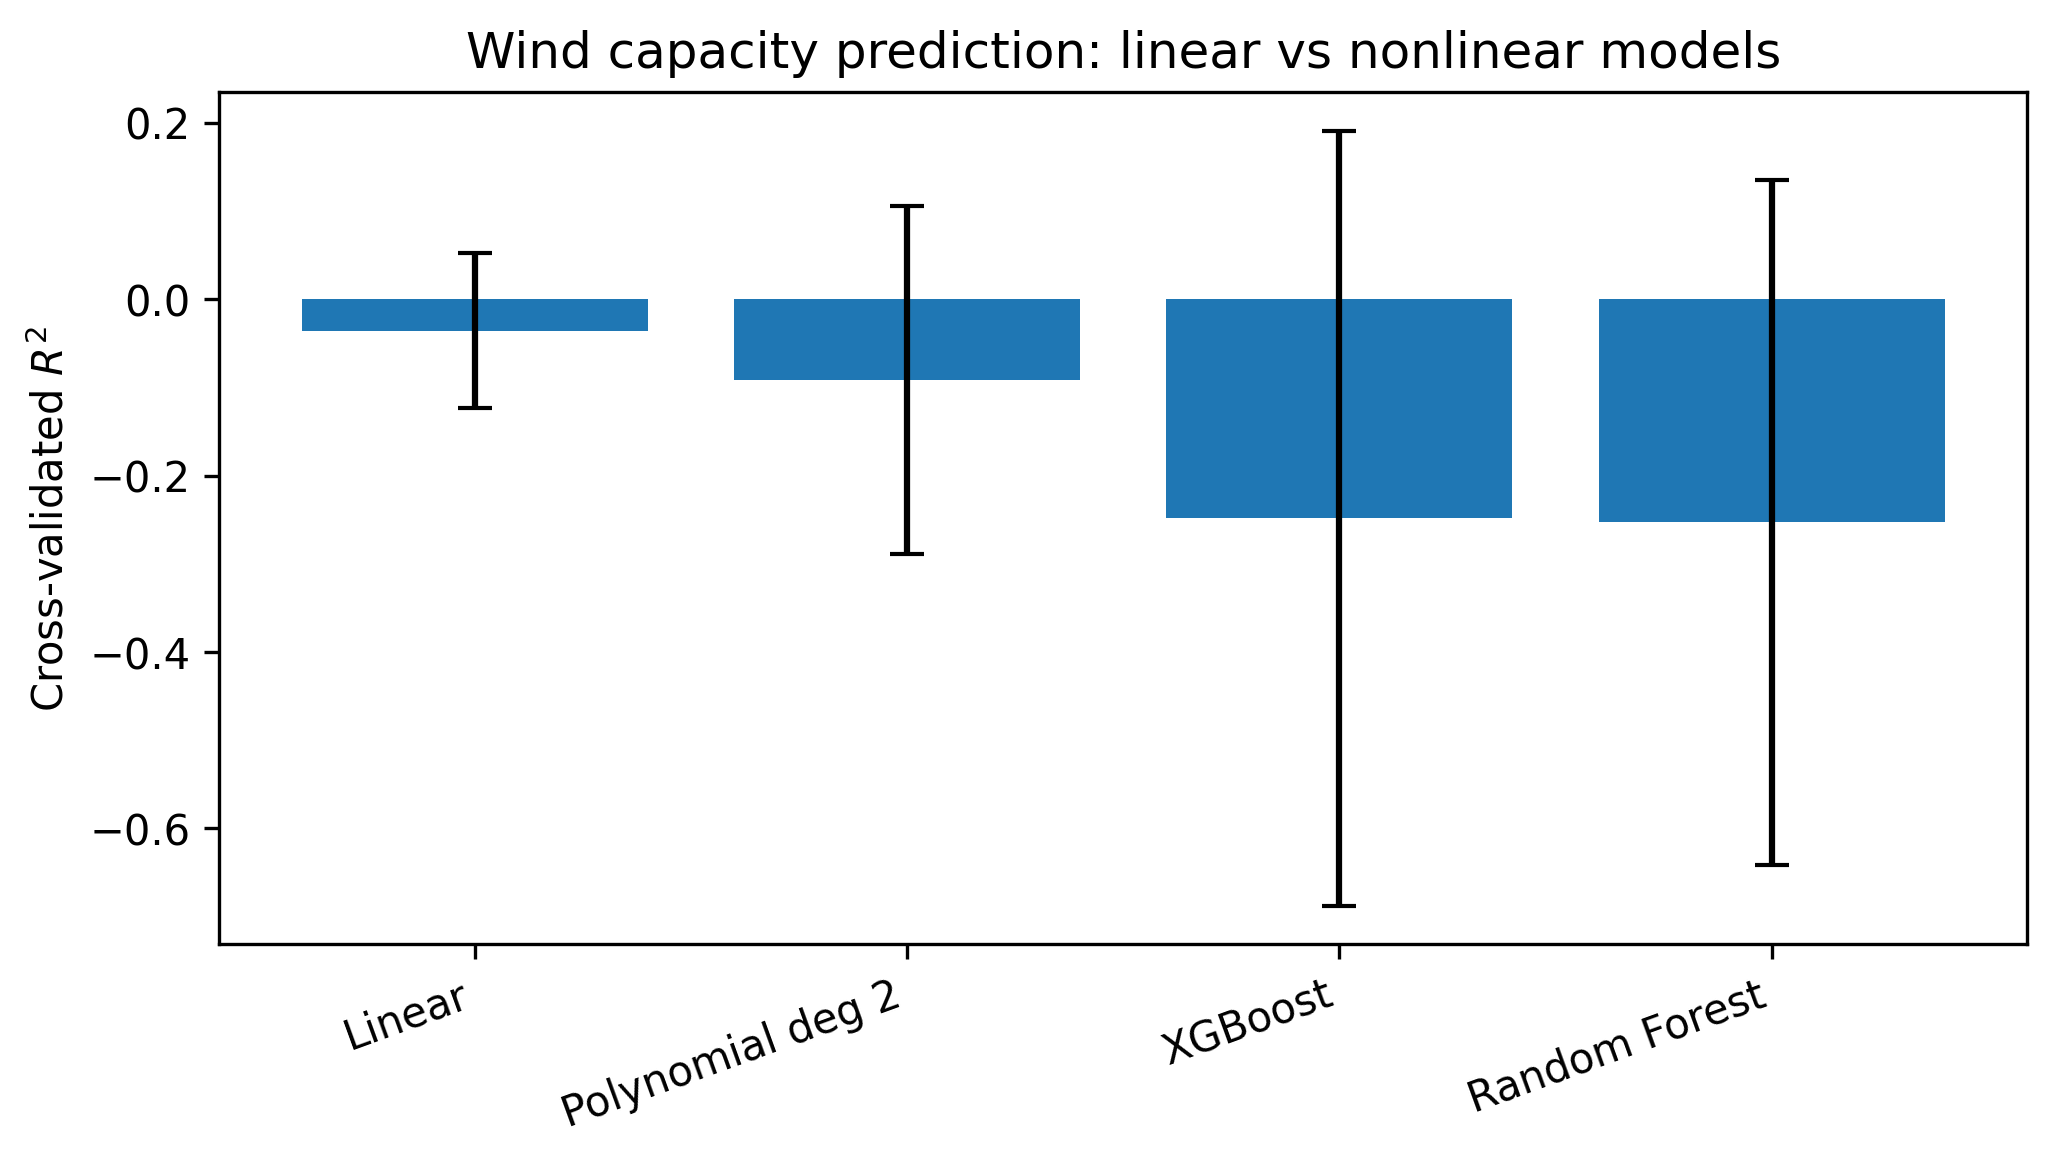 Wind capacity prediction: linear vs nonlinear models
Cross-validated R²
0.2
0.0
−0.2
−0.4
−0.6
Linear
Polynomial deg 2
XGBoost
Random Forest